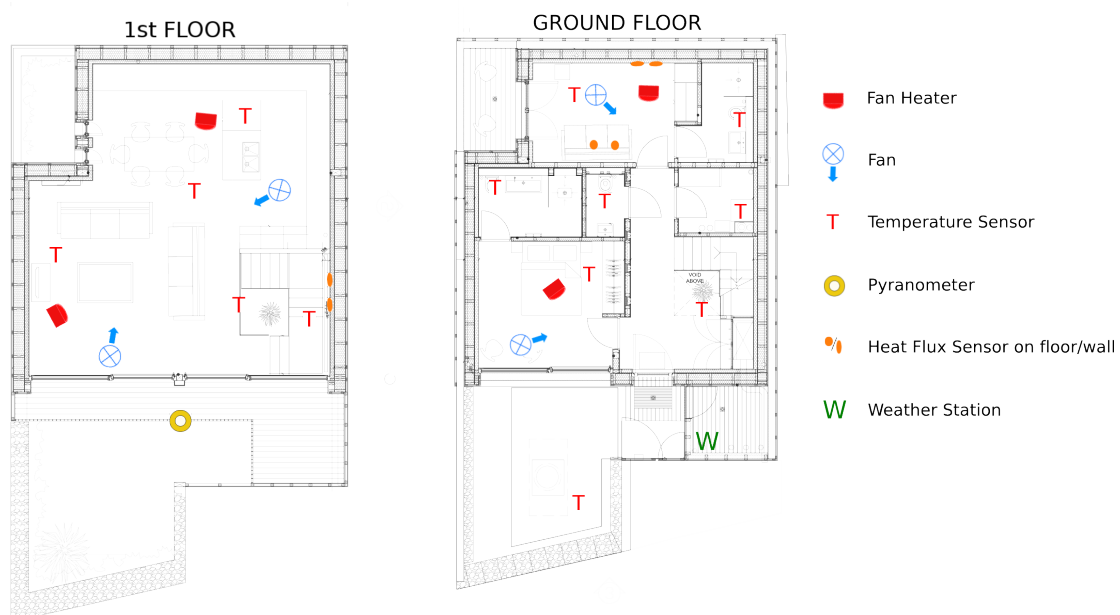 1st FLOOR
GROUND FLOOR
T
T
T
T
T
T
T
T
T
T
T
VOID
ABOVE
T
T
W
Fan Heater
Fan
T Temperature Sensor
Pyranometer
Heat Flux Sensor on floor/wall
W Weather Station